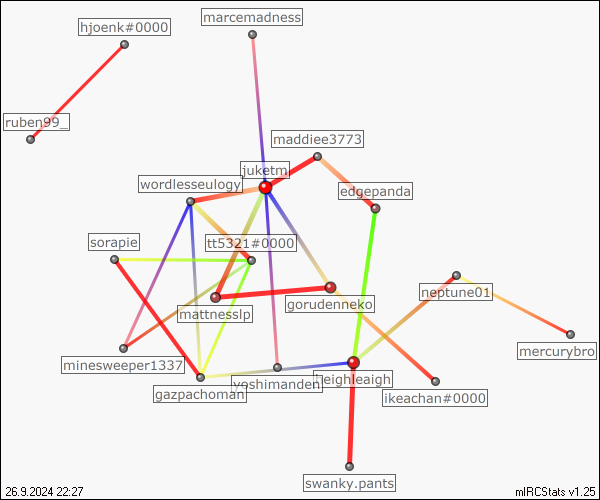 marcemadness
hjoenk#0000
ruben99_
maddiee3773
juketm
wordlesseulogy
edgepanda
sorapie
tt5321#0000
neptune01
gorudenneko
mattnesslp
mercurybro
minesweeper1337
yoshimanden
heighleaigh
gazpachoman
ikeachan#0000
swanky.pants
26.9.2024 22:27
mIRCStats v1.25